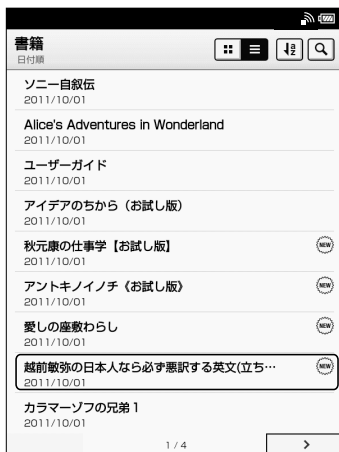 書籍
日付順
ソニー自叙伝
2011/10/01
Alice's Adventures in Wonderland
2011/10/01
ユーザーガイド
2011/10/01
アイデアのちから（お試し版）
2011/10/01
秋元康の仕事学【お試し版】
NEW
2011/10/01
アントキノイノチ《お試し版》
NEW
2011/10/01
愛しの座敷わらし
NEW
2011/10/01
越前敏弥の日本人なら必ず悪訳する英文(立ち…
NEW
2011/10/01
カラマーゾフの兄弟 1
2011/10/01
1 / 4